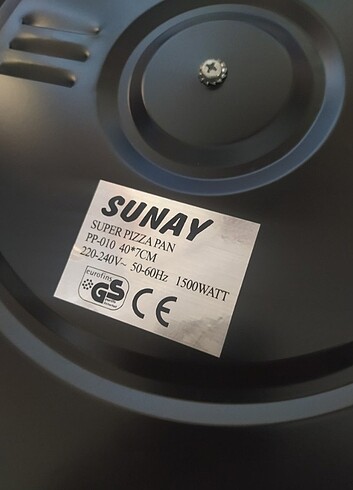 SUNAY
SUPER PIZZA PAN
PP-010 40*7CM
220-240V~ 50-60Hz 1500WATT
eurofins
GS CE